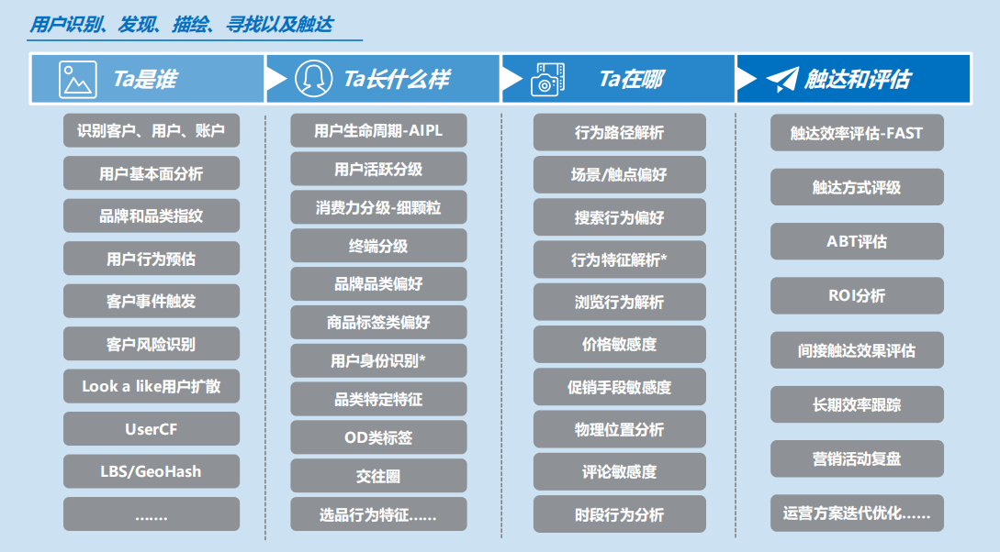 用户识别、发现、描绘、寻找以及触达
Ta是谁
识别客户、用户、账户
用户基本面分析
品牌和品类指纹
用户行为预估
客户事件触发
客户风险识别
Look a like用户扩散
UserCF
LBS/GeoHash
.......
Ta长什么样
用户生命周期-AIPL
用户活跃分级
消费力分级-细颗粒
终端分级
品牌品类偏好
商品标签类偏好
用户身份识别*
品类特定特征
OD类标签
交往圈
选品行为特征......
Ta在哪
行为路径解析
场景/触点偏好
搜索行为偏好
行为特征解析*
浏览行为解析
价格敏感度
促销手段敏感度
物理位置分析
评论敏感度
时段行为分析
触达和评估
触达效率评估-FAST
触达方式评级
ABT评估
ROI分析
间接触达效果评估
长期效率跟踪
营销活动复盘
运营方案迭代优化......